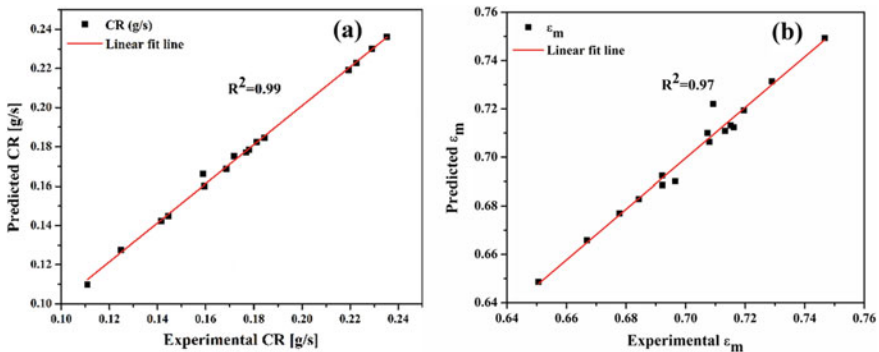 (a)
CR (g/s)
Linear fit line
R²=0.99
Predicted CR [g/s]
0.24
0.22
0.20
0.18
0.16
0.14
0.12
0.10
0.10 0.12 0.14 0.16 0.18 0.20 0.22 0.24
Experimental CR [g/s]
(b)
εm
Linear fit line
R²=0.97
Predicted εm
0.76
0.74
0.72
0.70
0.68
0.66
0.64
0.64 0.66 0.68 0.70 0.72 0.74 0.76
Experimental εm